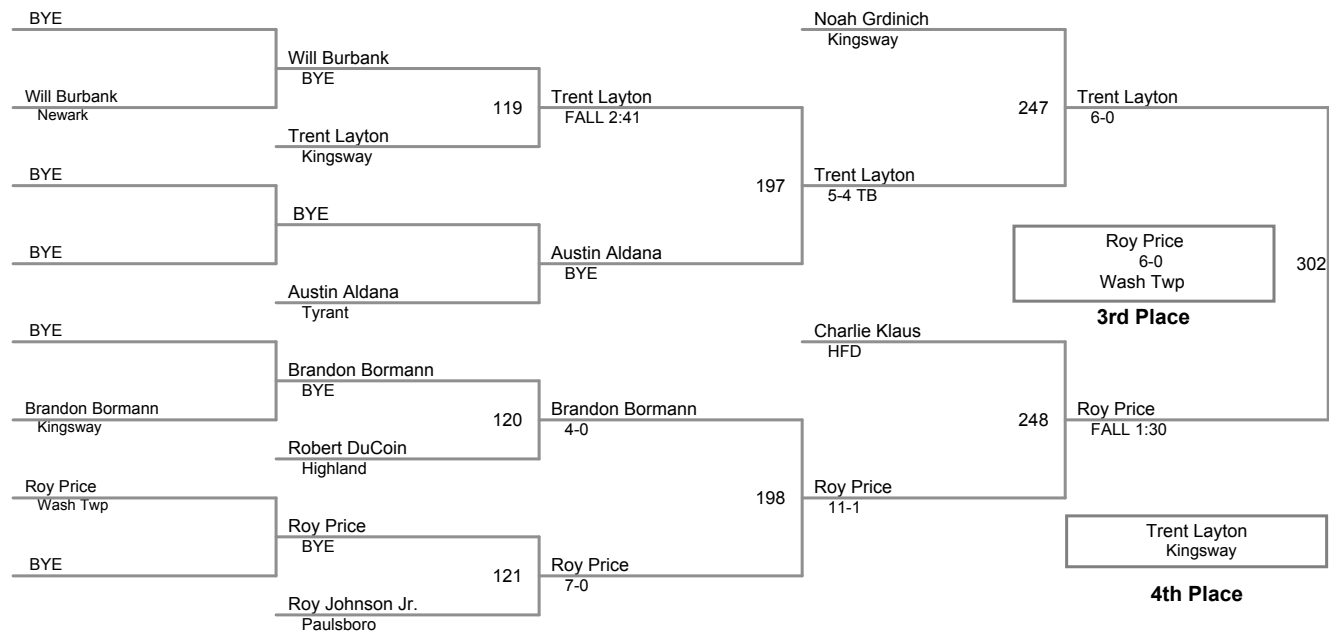 BYE
Will Burbank
BYE
Will Burbank
Newark
119
Trent Layton
FALL 2:41
Trent Layton
Kingsway
BYE
BYE
BYE
Austin Aldana
BYE
Austin Aldana
Tyrant
197
Trent Layton
5-4 TB
Noah Grdinich
Kingsway
247
Trent Layton
6-0
BYE
Brandon Bormann
BYE
Brandon Bormann
Kingsway
120
Brandon Bormann
4-0
Robert DuCoin
Highland
Roy Price
Wash Twp
Roy Price
BYE
BYE
121
Roy Price
7-0
Roy Johnson Jr.
Paulsboro
198
Roy Price
11-1
Charlie Klaus
HFD
248
Roy Price
FALL 1:30
302
Roy Price
6-0
Wash Twp
3rd Place
Trent Layton
Kingsway
4th Place